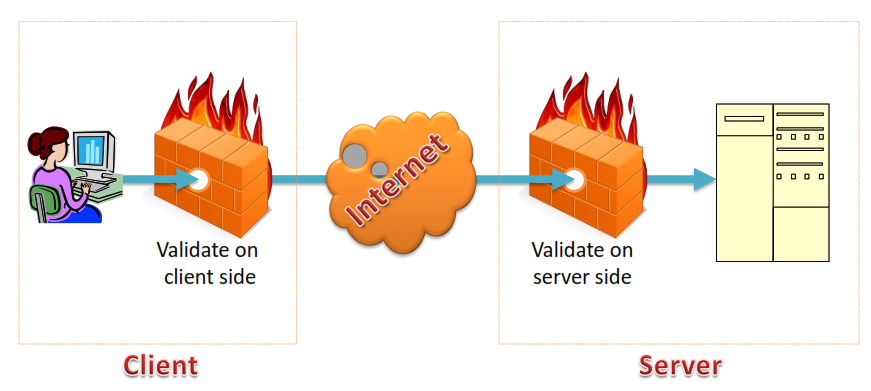 Internet
Validate on
client side
Validate on
server side
Client
Server